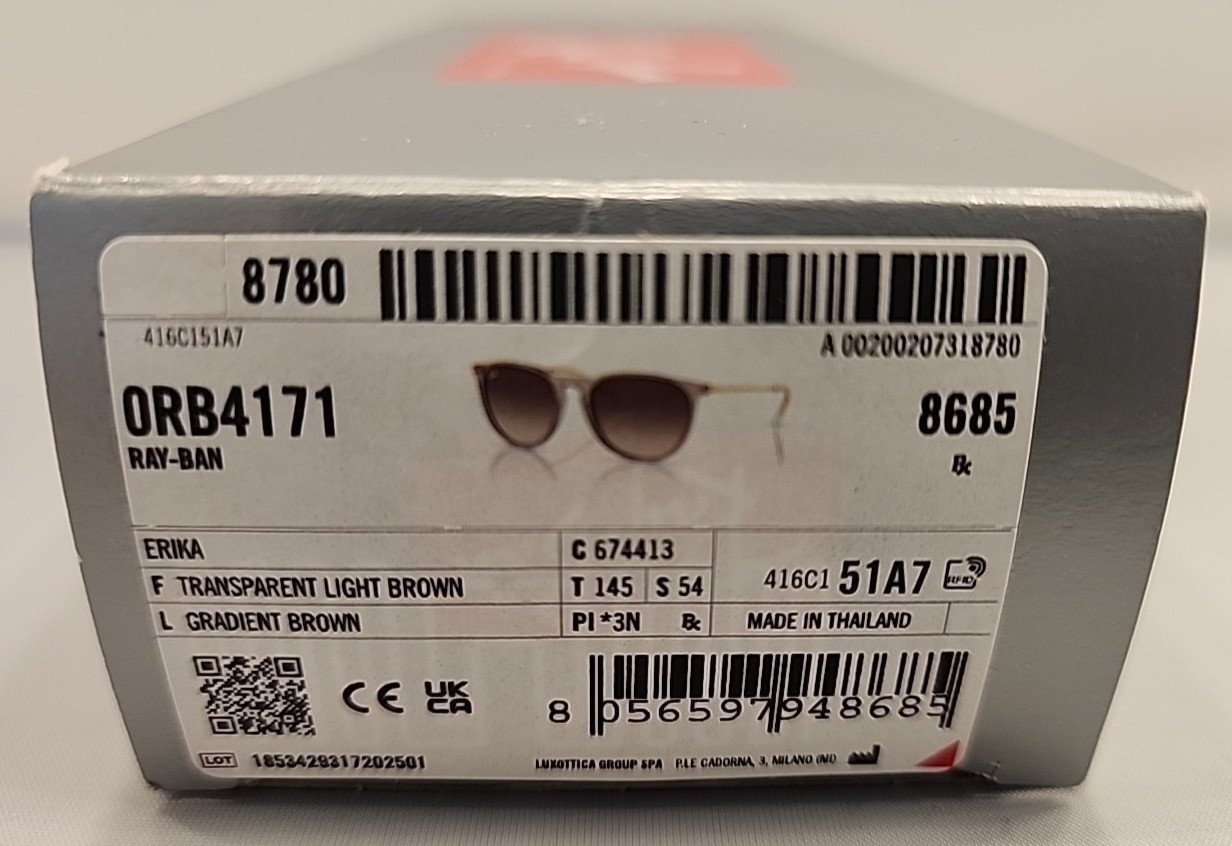 8780
416C151A7
A 00200207318780
0RB4171
8685
RAY-BAN
℞
ERIKA
C 674413
F TRANSPARENT LIGHT BROWN
T 145
S 54
416C1 51A7
RFID
L GRADIENT BROWN
PI *3N ℞
MADE IN THAILAND
CE
UK CA
8 056597 948685
LOT 1853429317202501
LUXOTTICA GROUP SPA P.LE CADORNA, 3, MILANO (MI)